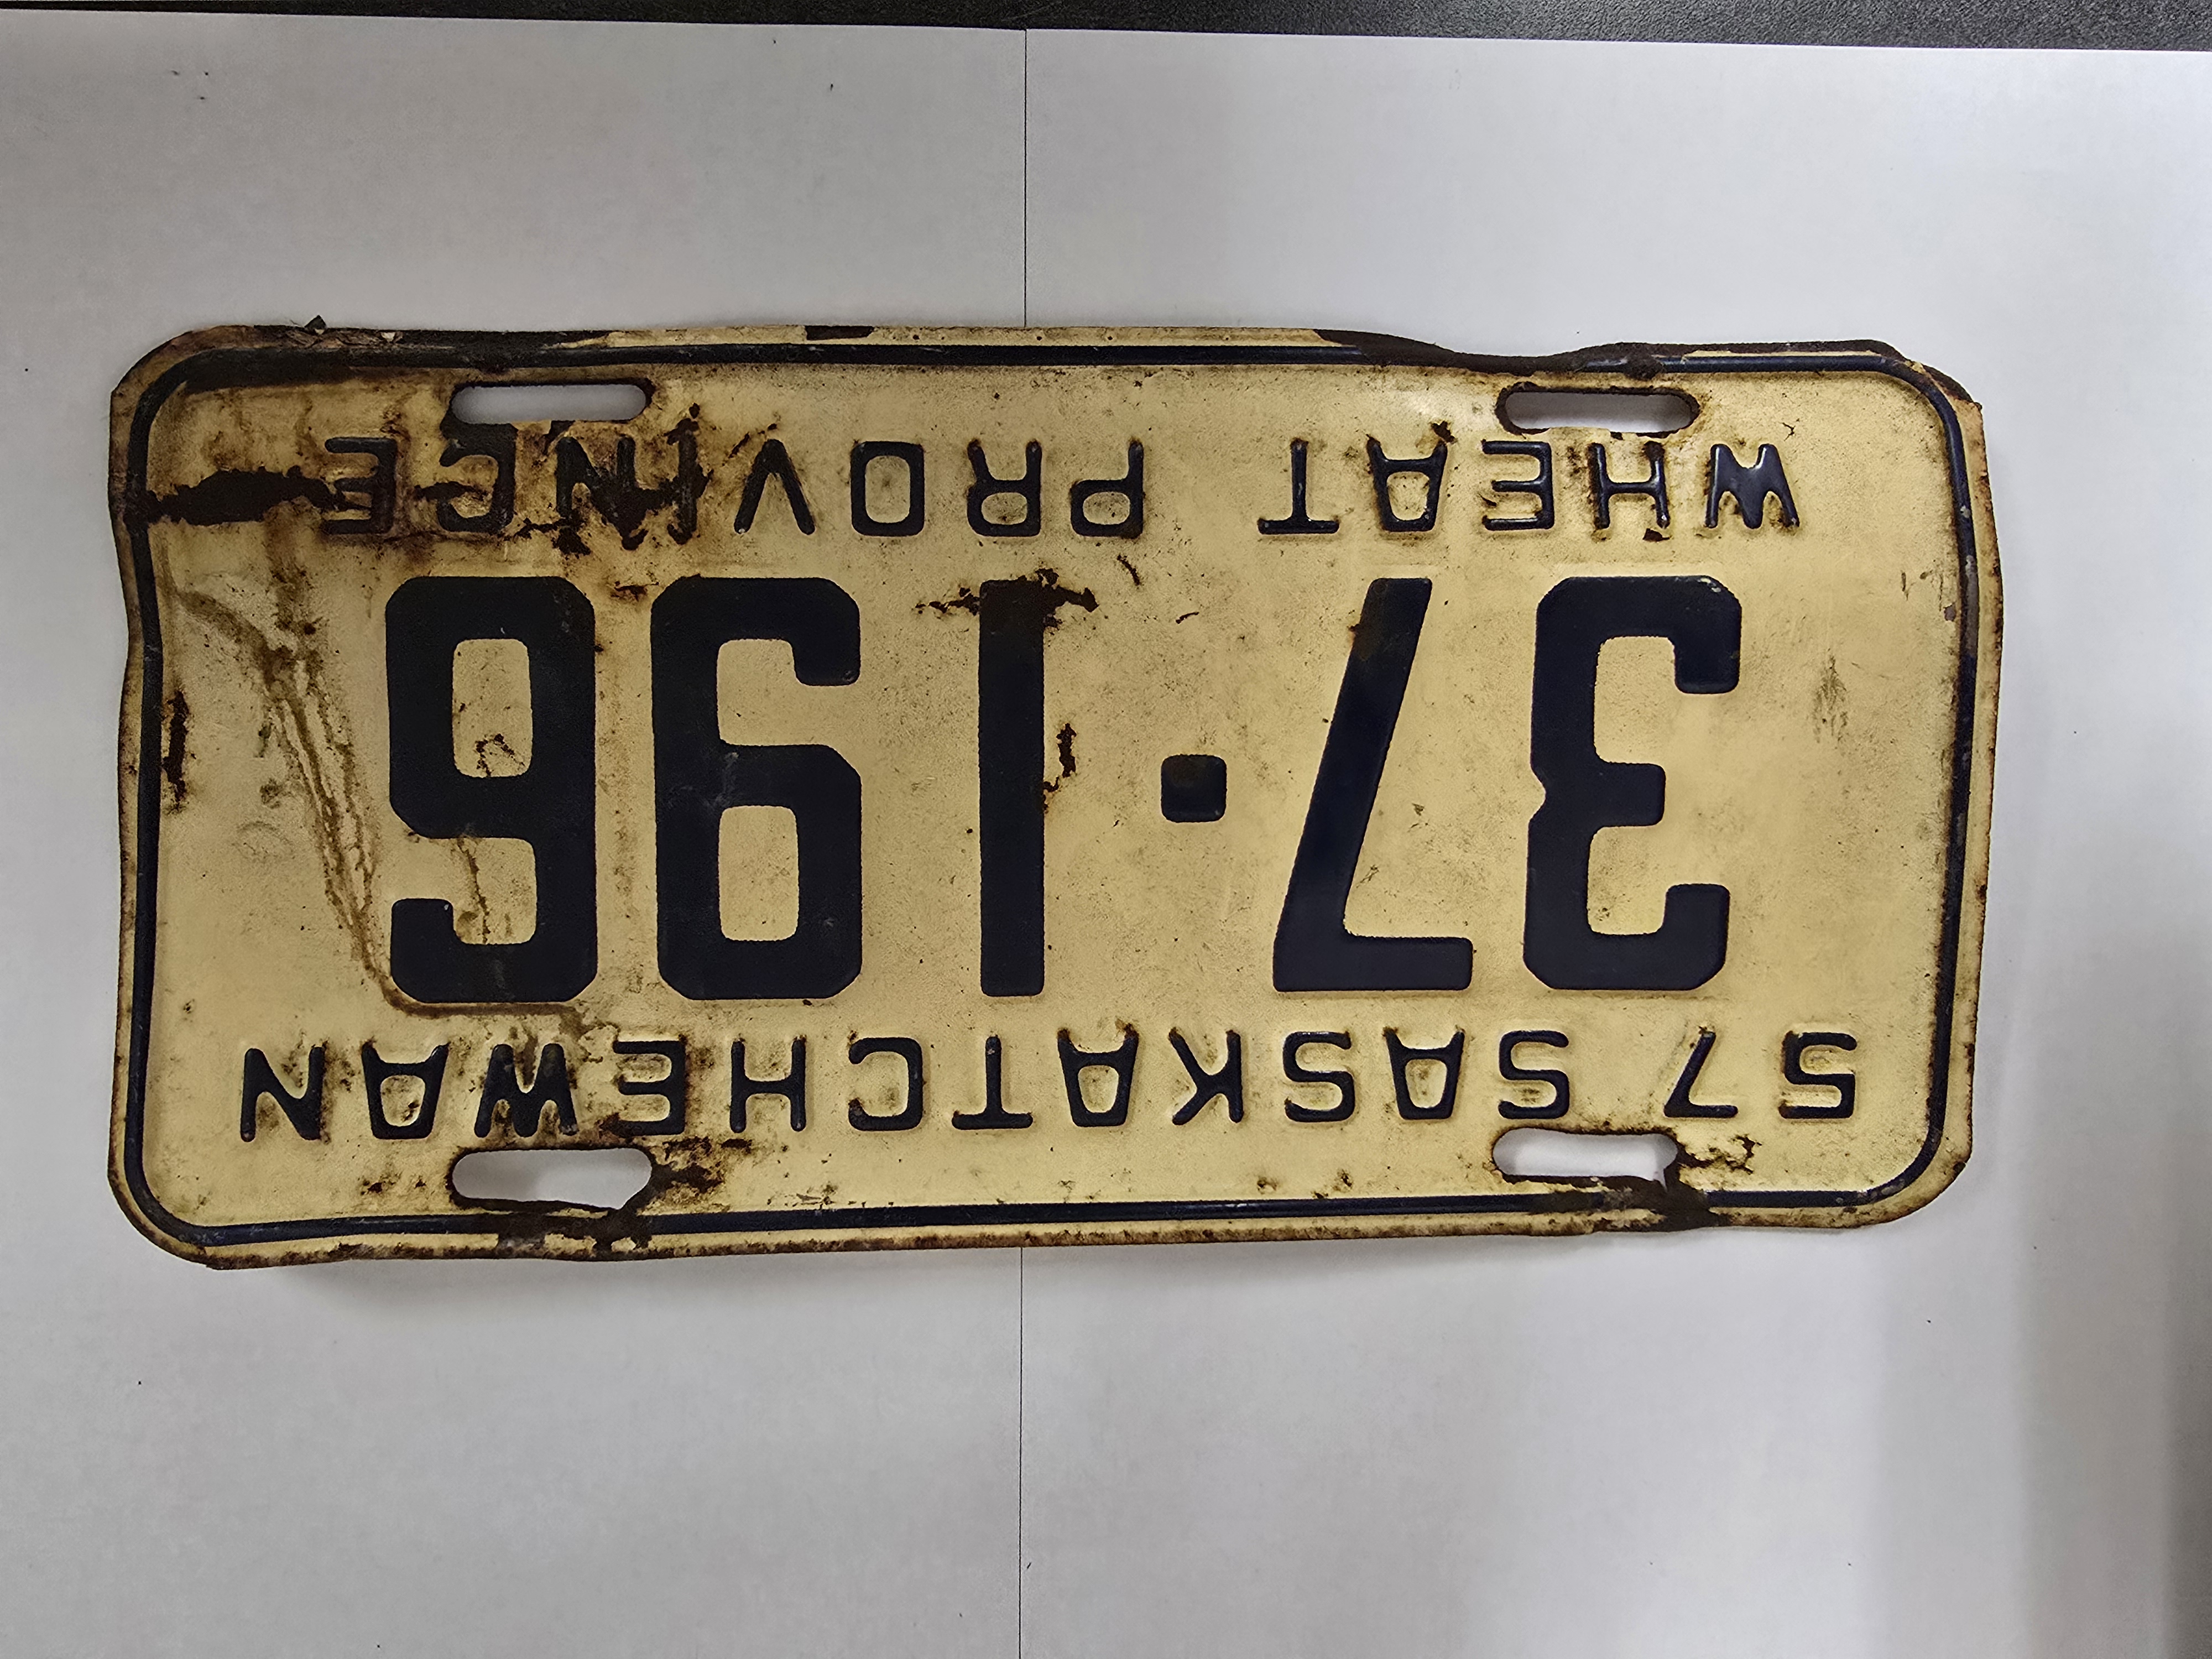 57 SASKATCHEWAN
37·196
WHEAT PROVINCE